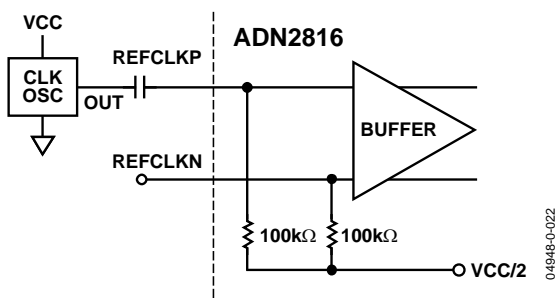 VCC
CLK
OSC
OUT
REFCLKP
ADN2816
BUFFER
REFCLKN
100kΩ
100kΩ
VCC/2
04948-0-022